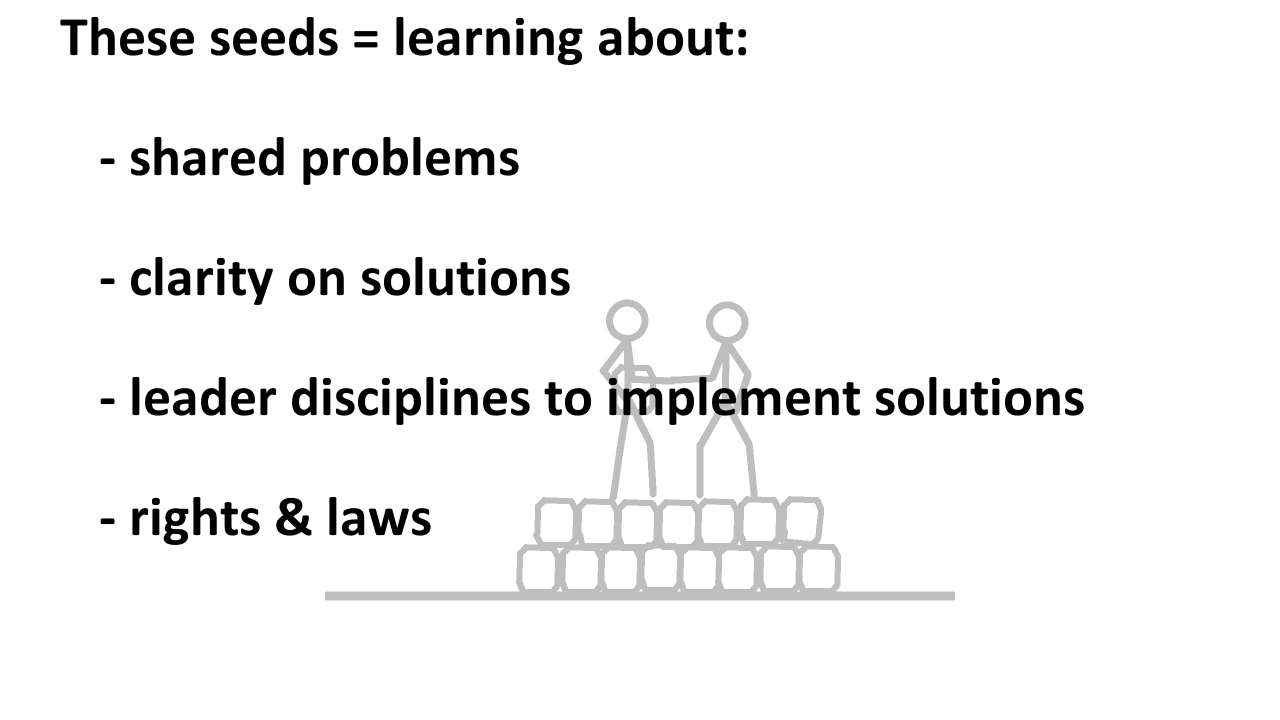 These seeds = learning about:
- shared problems
- clarity on solutions
- leader disciplines to implement solutions
- rights & laws